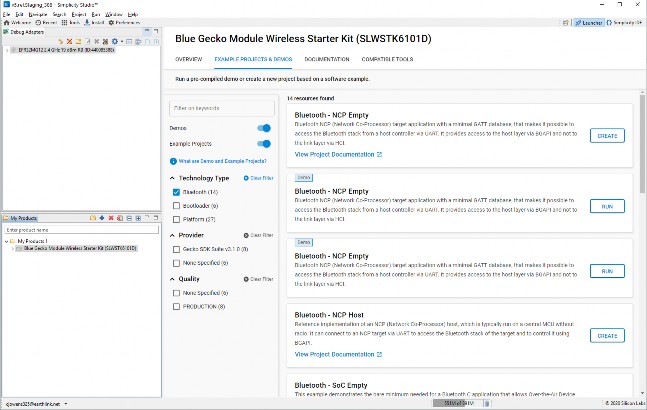 v5.rel.Staging_388 - Simplicity Studio™
File Edit Navigate Search Project Run Window Help
Welcome Recent Tools Install Preferences
Launcher Simplicity IDE
Debug Adapters
EFR32MG12 2.4 GHz 19 dBm RB (ID:440085388)
My Products
Enter product name
My Products 1
Blue Gecko Module Wireless Starter Kit (SLWSTK6101D)
Blue Gecko Module Wireless Starter Kit (SLWSTK6101D)
OVERVIEW EXAMPLE PROJECTS & DEMOS DOCUMENTATION COMPATIBLE TOOLS
Run a pre-compiled demo or create a new project based on a software example.
Filter on keywords
Demos
Example Projects
What are Demo and Example Projects?
Technology Type Clear Filter
Bluetooth (14)
Bootloader (6)
Platform (27)
Provider Clear Filter
Gecko SDK Suite v3.1.0 (8)
None Specified (6)
Quality Clear Filter
None Specified (6)
PRODUCTION (8)
14 resources found
Bluetooth - NCP Empty
Bluetooth NCP (Network Co-Processor) target application with a minimal GATT database, that makes it possible to
access the Bluetooth stack from a host controller via UART. It provides access to the host layer via BGAPI and not to
the link layer via HCI.
View Project Documentation
CREATE
Demo
Bluetooth - NCP Empty
Bluetooth NCP (Network Co-Processor) target application with a minimal GATT database, that makes it possible to
access the Bluetooth stack from a host controller via UART. It provides access to the host layer via BGAPI and not to
the link layer via HCI.
RUN
Demo
Bluetooth - NCP Empty
Bluetooth NCP (Network Co-Processor) target application with a minimal GATT database, that makes it possible to
access the Bluetooth stack from a host controller via UART. It provides access to the host layer via BGAPI and not to
the link layer via HCI.
RUN
Bluetooth - NCP Host
Reference implementation of an NCP (Network Co-Processor) host, which is typically run on a central MCU without
radio. It can connect to an NCP target via UART to access the Bluetooth stack of the target and to control it using
BGAPI.
View Project Documentation
CREATE
Bluetooth - SoC Empty
This example demonstrates the bare minimum needed for a Bluetooth C application that allows Over-the-Air Device
© 2020 Silicon Labs